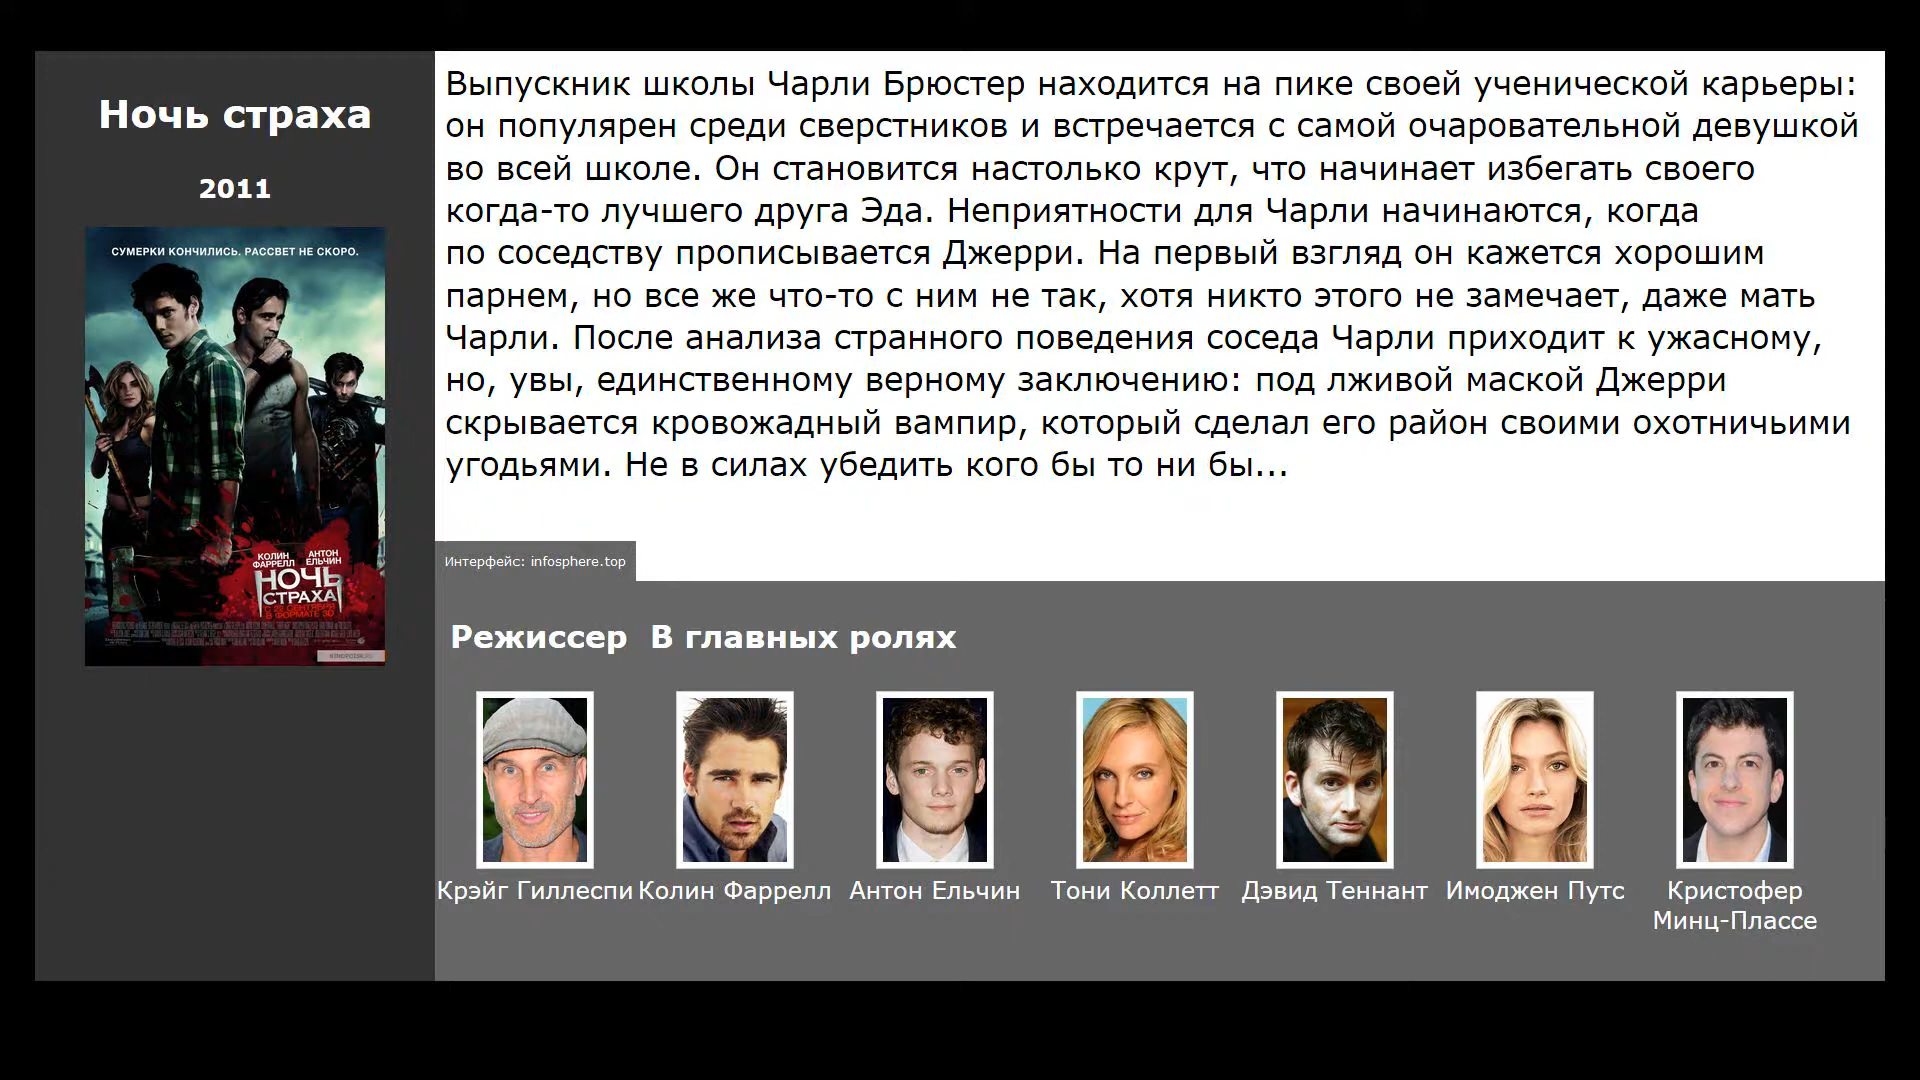 Ночь страха
2011
СУМЕРКИ КОНЧИЛИСЬ. РАССВЕТ НЕ СКОРО.
КОЛИН ФАРРЕЛЛ
АНТОН ЕЛЬЧИН
НОЧЬ
СТРАХА
С 22 СЕНТЯБРЯ
В ФОРМАТЕ 3D
Выпускник школы Чарли Брюстер находится на пике своей ученической карьеры:
он популярен среди сверстников и встречается с самой очаровательной девушкой
во всей школе. Он становится настолько крут, что начинает избегать своего
когда-то лучшего друга Эда. Неприятности для Чарли начинаются, когда
по соседству прописывается Джерри. На первый взгляд он кажется хорошим
парнем, но все же что-то с ним не так, хотя никто этого не замечает, даже мать
Чарли. После анализа странного поведения соседа Чарли приходит к ужасному,
но, увы, единственному верному заключению: под лживой маской Джерри
скрывается кровожадный вампир, который сделал его район своими охотничьими
угодьями. Не в силах убедить кого бы то ни бы...
Интерфейс: infosphere.top
Режиссер В главных ролях
Крэйг Гиллеспи Колин Фаррелл Антон Ельчин Тони Коллетт Дэвид Теннант Имоджен Путс Кристофер
Минц-Плассе